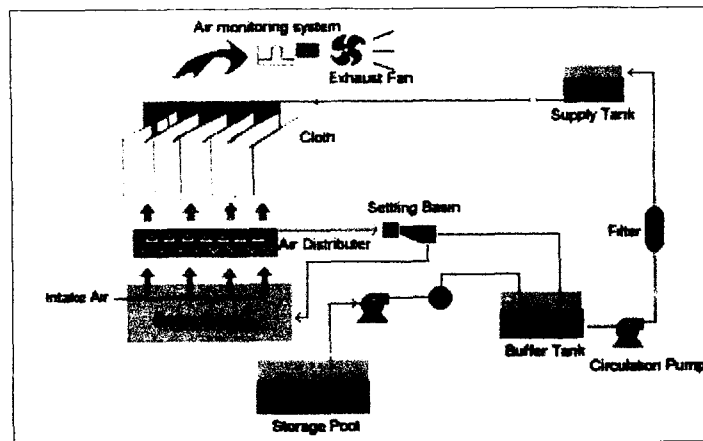 Air monitoring system
Exhaust Fan
Supply Tank
Cloth
Settling Basin
Air Distributer
Filter
Intake Air
Buffer Tank
Circulation Pump
Storage Pool